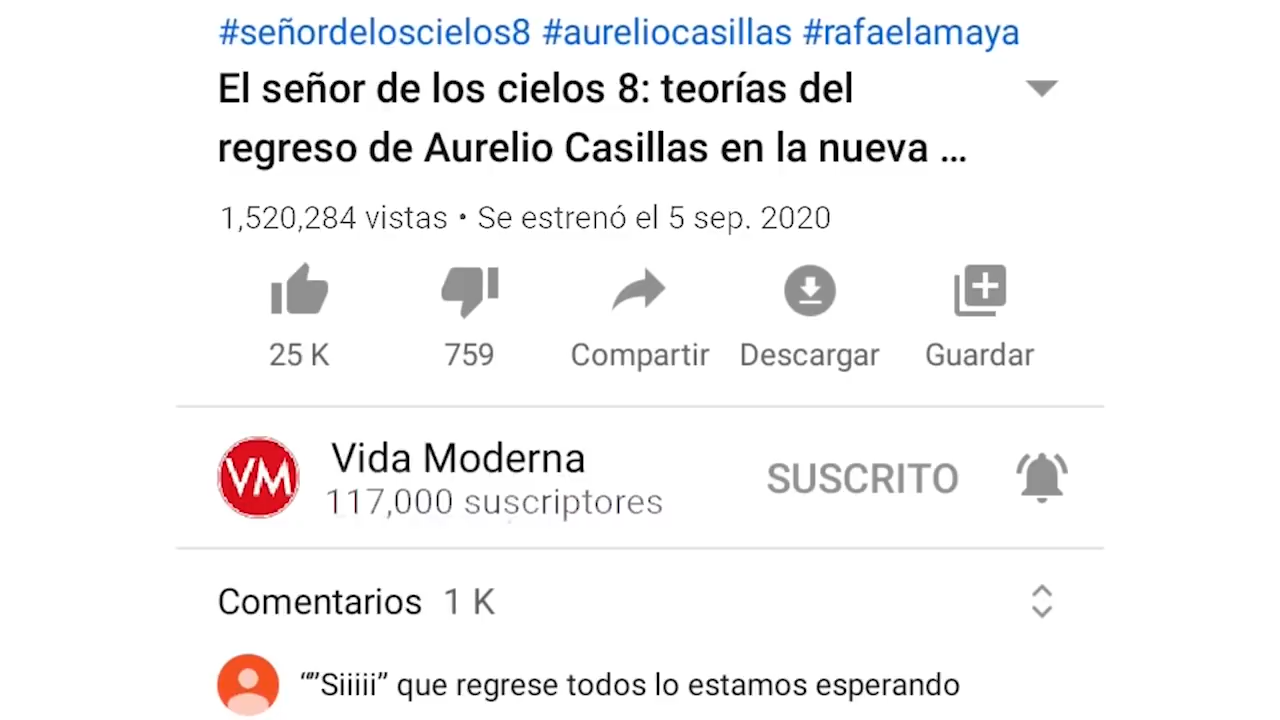 #señordeloscielos8 #aureliocasillas #rafaelamaya
El señor de los cielos 8: teorías del
regreso de Aurelio Casillas en la nueva ...
1,520,284 vistas • Se estrenó el 5 sep. 2020
25 K 759 Compartir Descargar Guardar
VM
Vida Moderna
117,000 suscriptores
SUSCRITO
Comentarios 1 K
“”Siiiii” que regrese todos lo estamos esperando